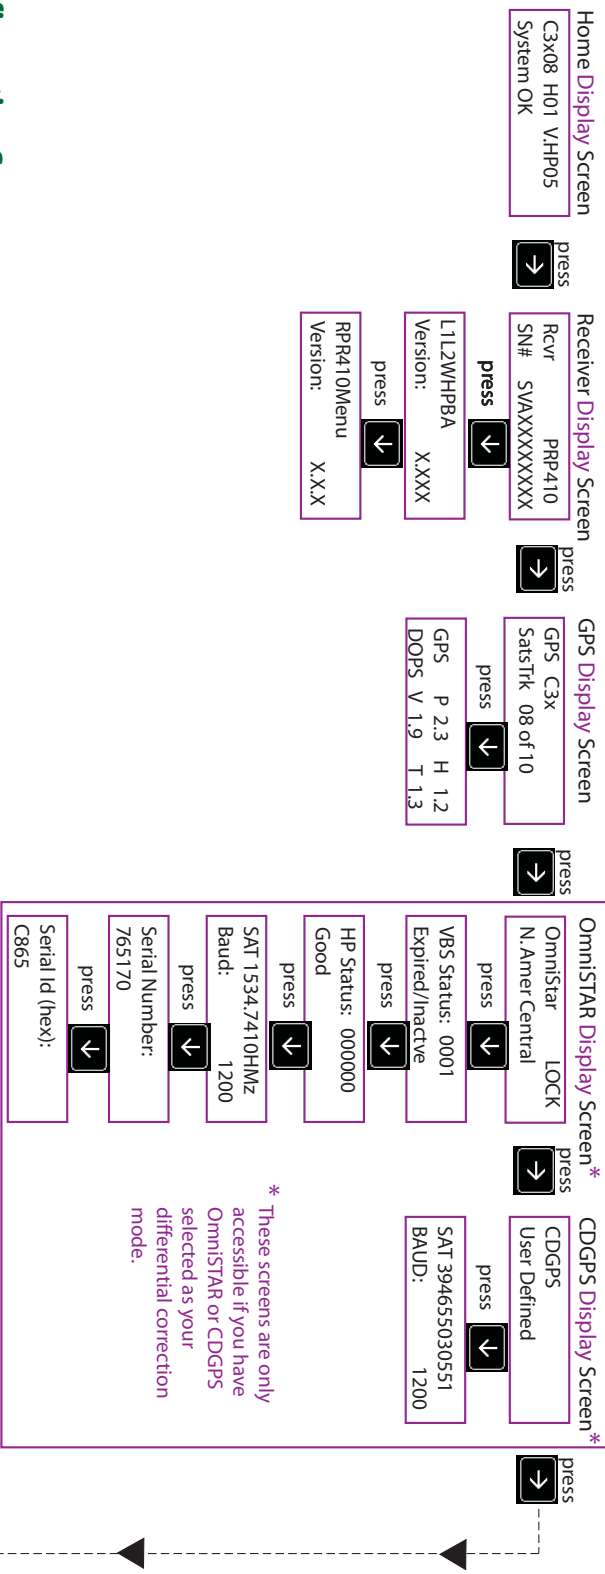 Home Display Screen
C3x08 H01 V.HP05
System OK
press
Receiver Display Screen
Rcvr PRP410
SN# SVAXXXXXXXX
press
L1L2WHPBA
Version: X.XXX
press
RPR410Menu
Version: X.X.X
press
GPS Display Screen
GPS C3x
SatsTrk 08 of 10
press
GPS P 2.3 H 1.2
DOPS V 1.9 T 1.3
press
OmniSTAR Display Screen*
OmniStar LOCK
N. Amer Central
press
VBS Status: 0001
Expired/Inactve
press
HP Status: 000000
Good
press
SAT 1534.7410HMz
Baud: 1200
press
Serial Number:
765170
press
Serial Id (hex):
C865
press
CDGPS Display Screen*
CDGPS
User Defined
press
SAT 394655030551
BAUD: 1200
* These screens are only
accessible if you have
OmniSTAR or CDGPS
selected as your
differential correction
mode.
press